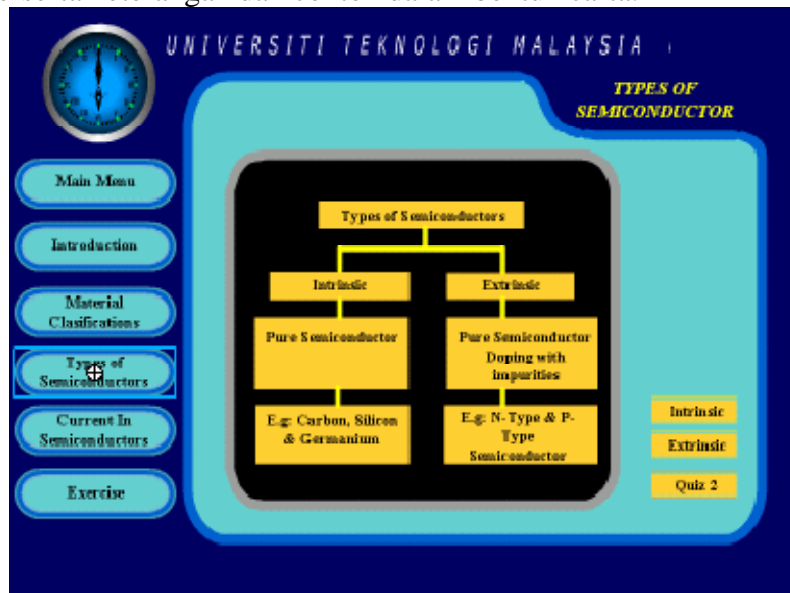 UNIVERSITI TEKNOLOGI MALAYSIA
TYPES OF
SEMICONDUCTOR
Main Menu
Introduction
Material
Clasifications
Types of
Semiconductors
Current In
Semiconductors
Exercise
Types of Semiconductors
Intrinsic
Extrinsic
Pure Semiconductor
Pure Semiconductor
Doping with
impurities
E.g: Carbon, Silicon
& Germanium
E.g: N- Type & P-
Type
Semiconductor
Intrinsic
Extrinsic
Quiz 2